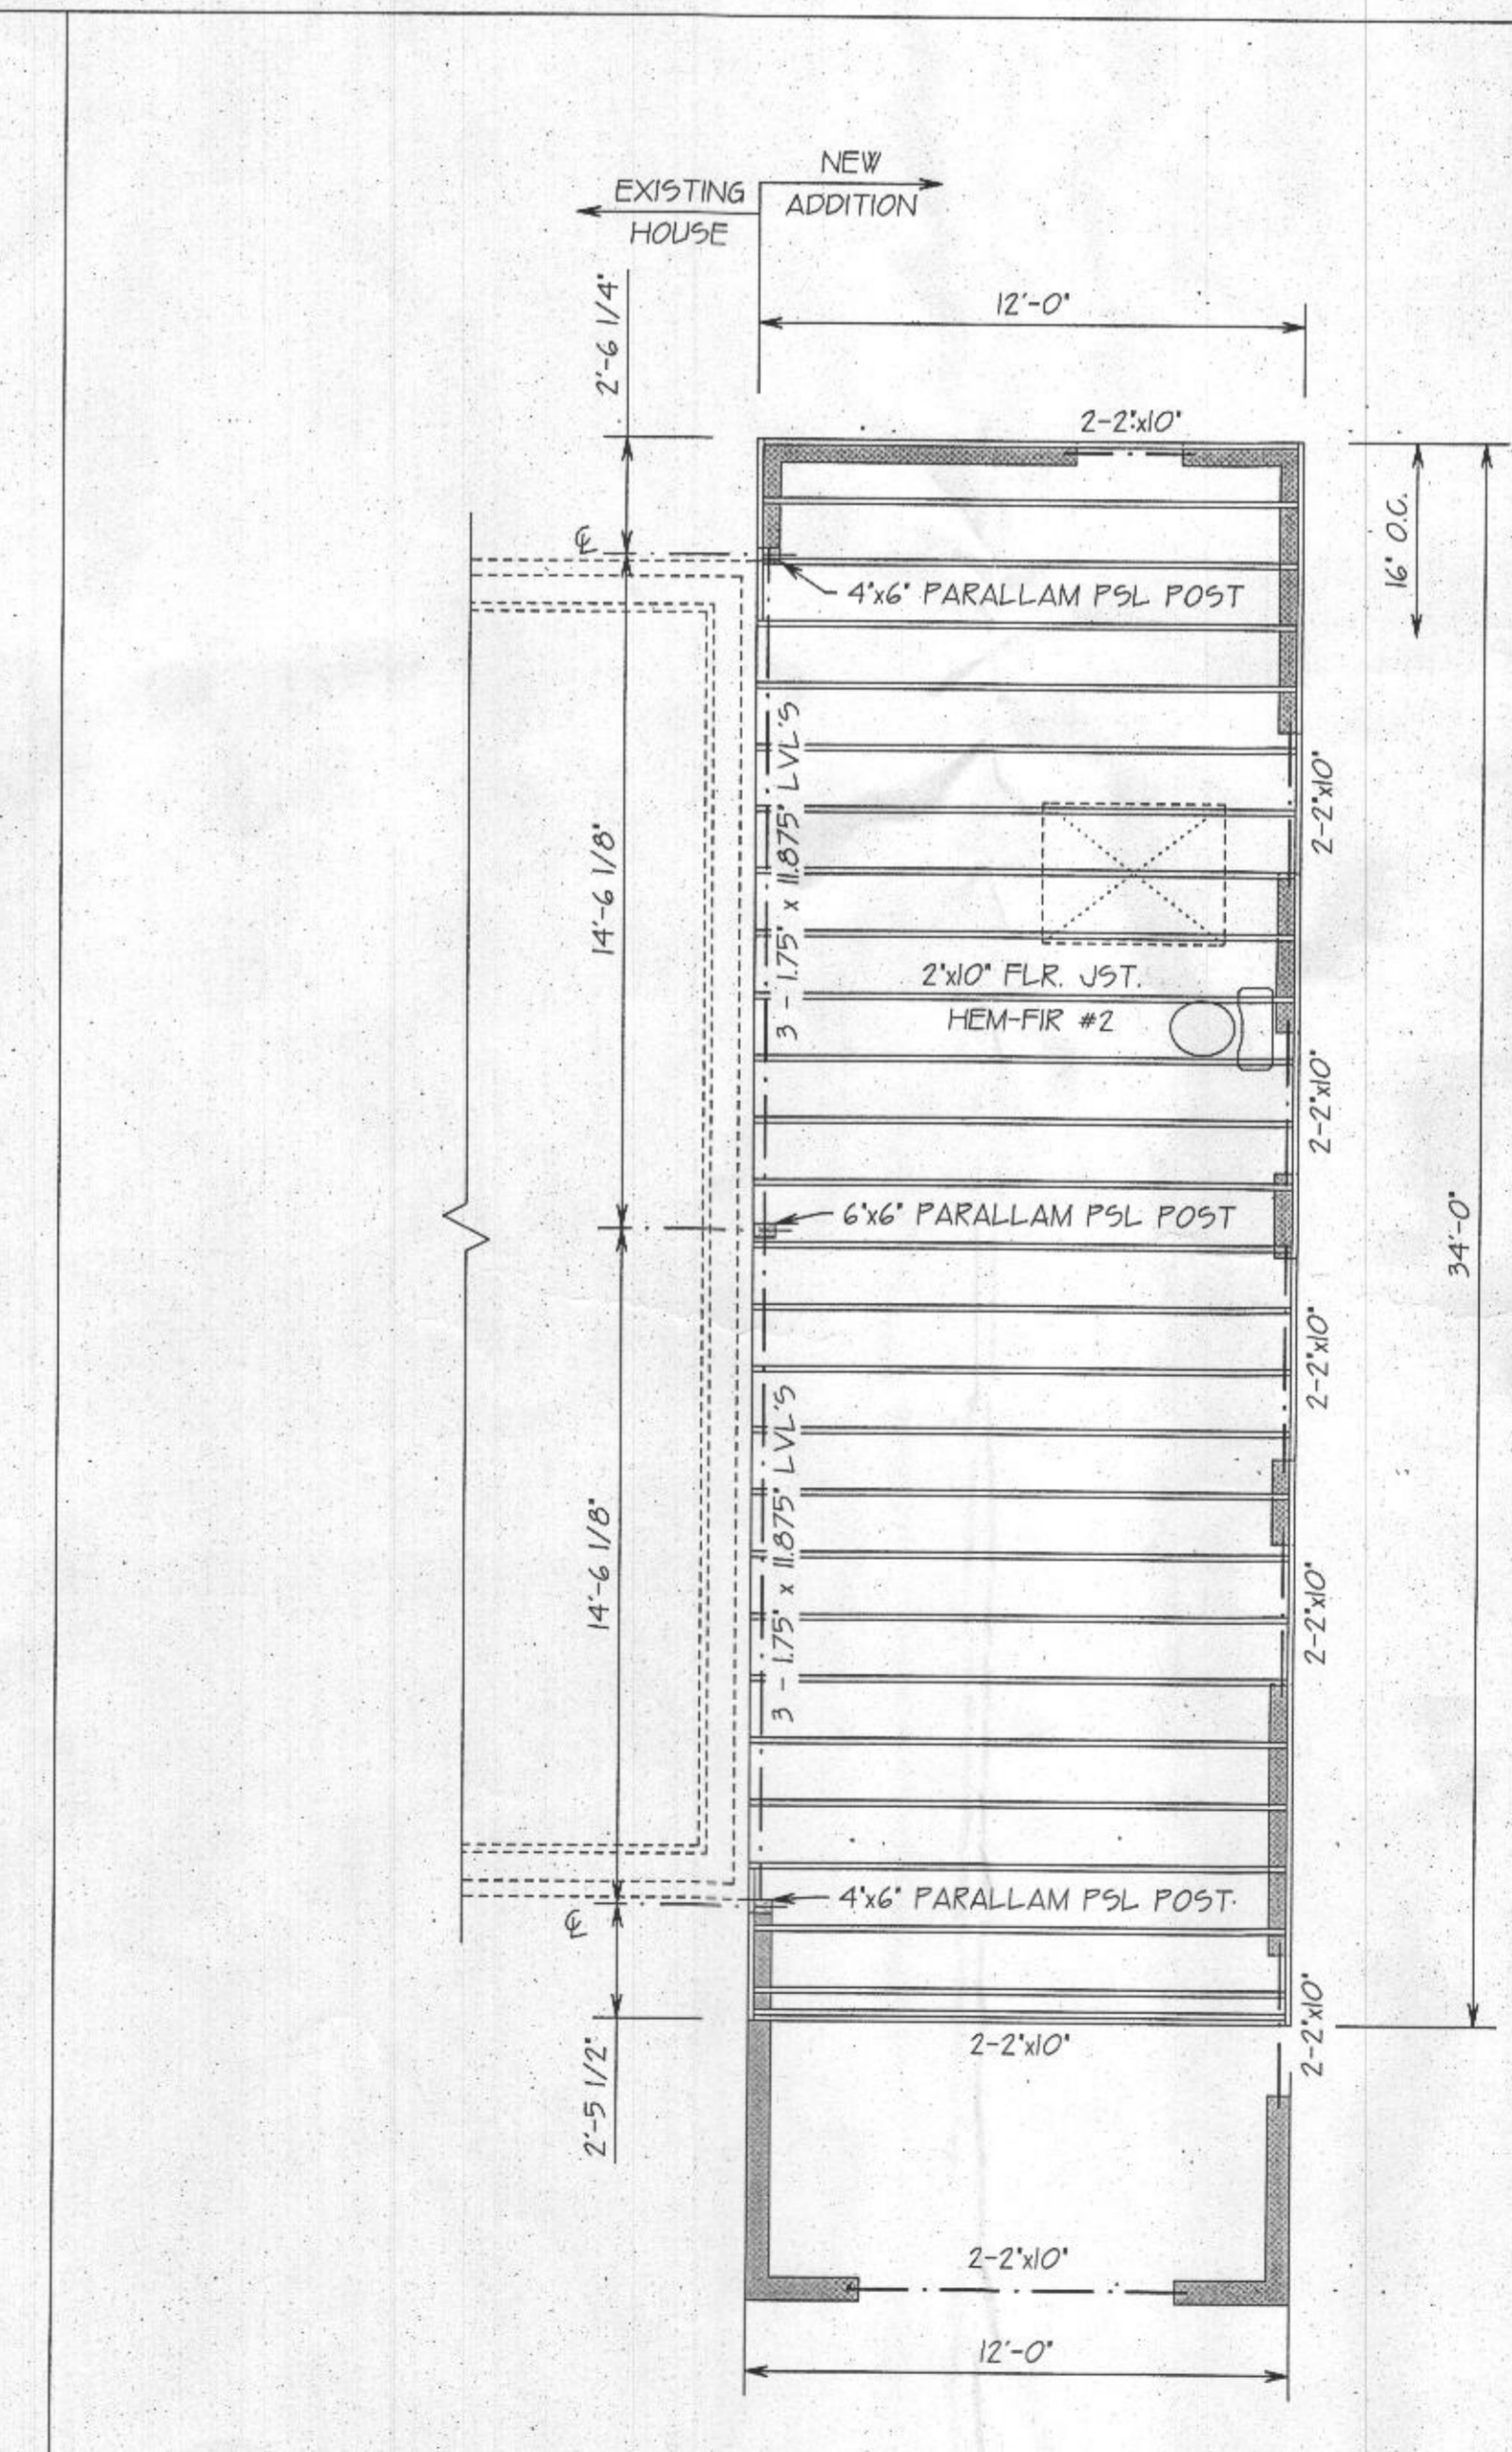 NEW
EXISTING
ADDITION
HOUSE
2'-6 1/4"
12'-0"
2-2"x10"
16" O.C.
℄
4"x6" PARALLAM PSL POST
3 - 1.75" x 11.875" LVL'S
2-2"x10"
14'-6 1/8"
2"x10" FLR. JST.
HEM-FIR #2
2-2"x10"
6"x6" PARALLAM PSL POST
34'-0"
2-2"x10"
3 - 1.75" x 11.875" LVL'S
14'-6 1/8"
2-2"x10"
4"x6" PARALLAM PSL POST
℄
2-2"x10"
2-2"x10"
2'-5 1/2"
2-2"x10"
12'-0"